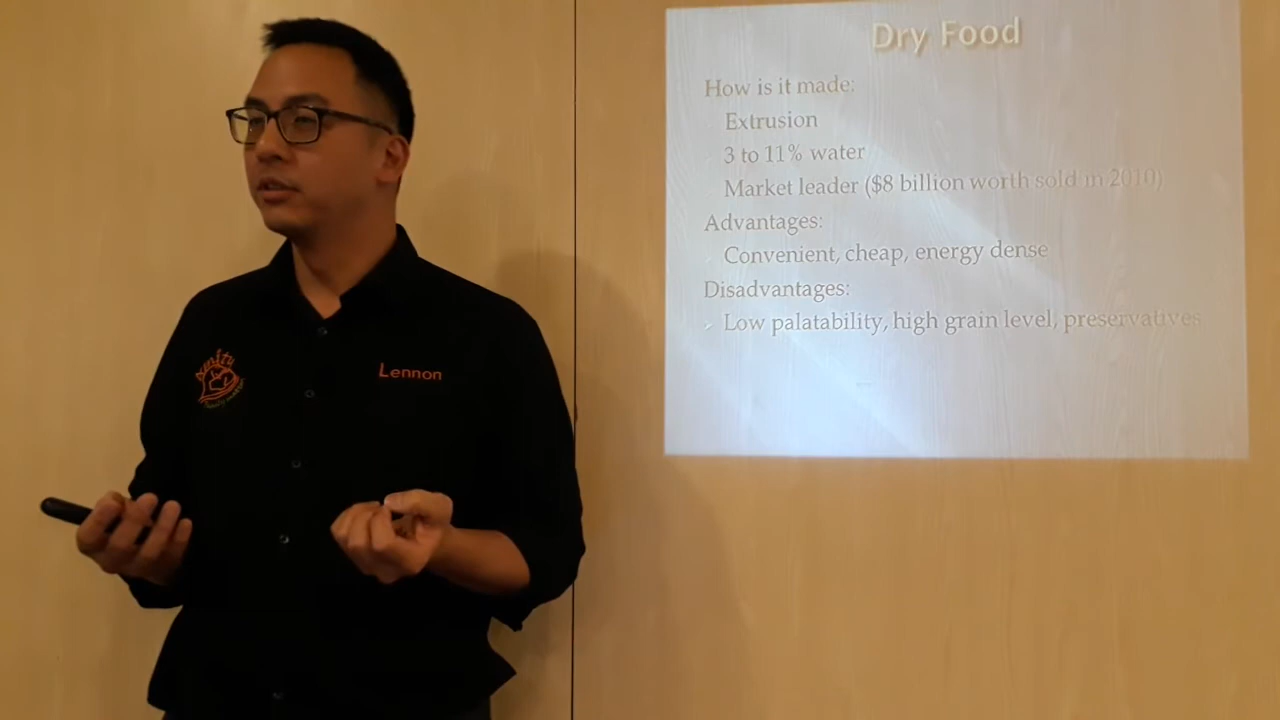 Dry Food
How is it made:
Extrusion
3 to 11% water
Market leader ($8 billion worth sold in 2010)
Advantages:
Convenient, cheap, energy dense
Disadvantages:
Low palatability, high grain level, preservatives
Lennon